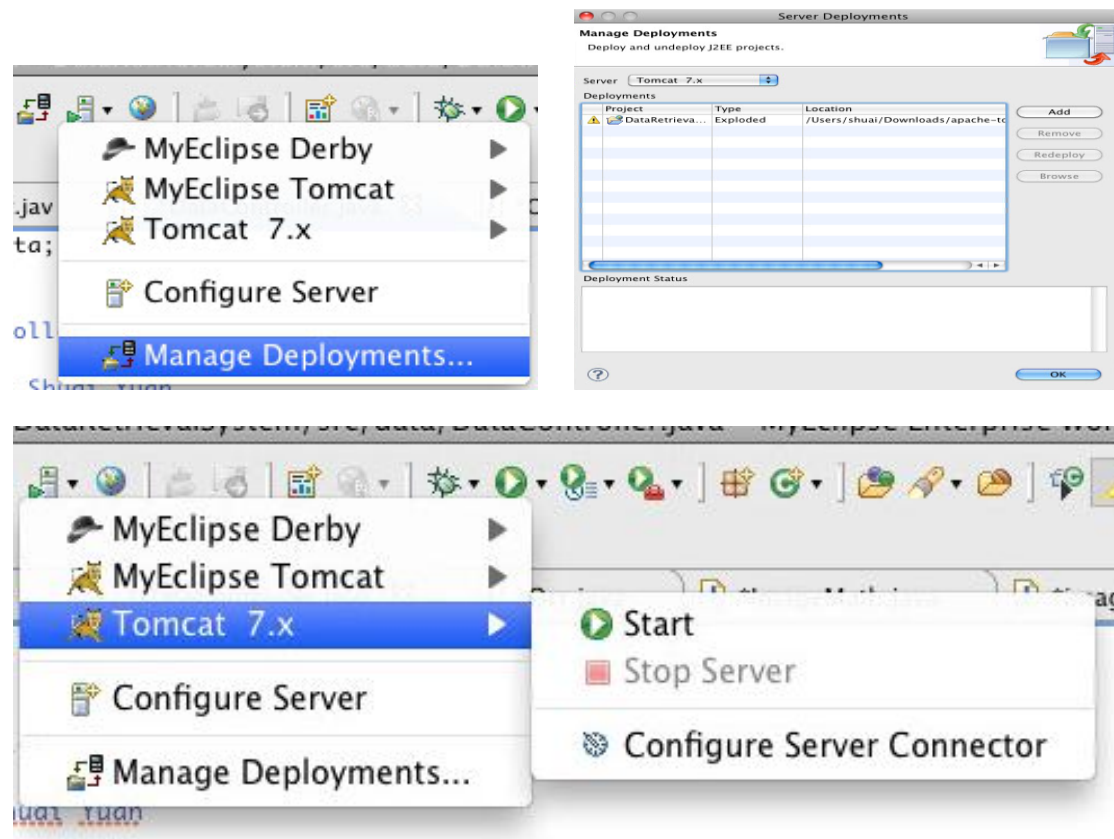 MyEclipse Derby
MyEclipse Tomcat
.jav
Tomcat 7.x
ta;
Configure Server
oll
Manage Deployments...
Shuai Yuan
Server Deployments
Manage Deployments
Deploy and undeploy J2EE projects.
Server Tomcat 7.x
Deployments
Project Type Location
DataRetrieva... Exploded /Users/shuai/Downloads/apache-to
Add
Remove
Redeploy
Browse
Deployment Status
OK
DataRetrievalSystem/src/data/DataController.java MyEclipse Enterprise Wor
MyEclipse Derby
MyEclipse Tomcat
Tomcat 7.x
Start
Stop Server
Configure Server
Configure Server Connector
Manage Deployments...
huai Yuan